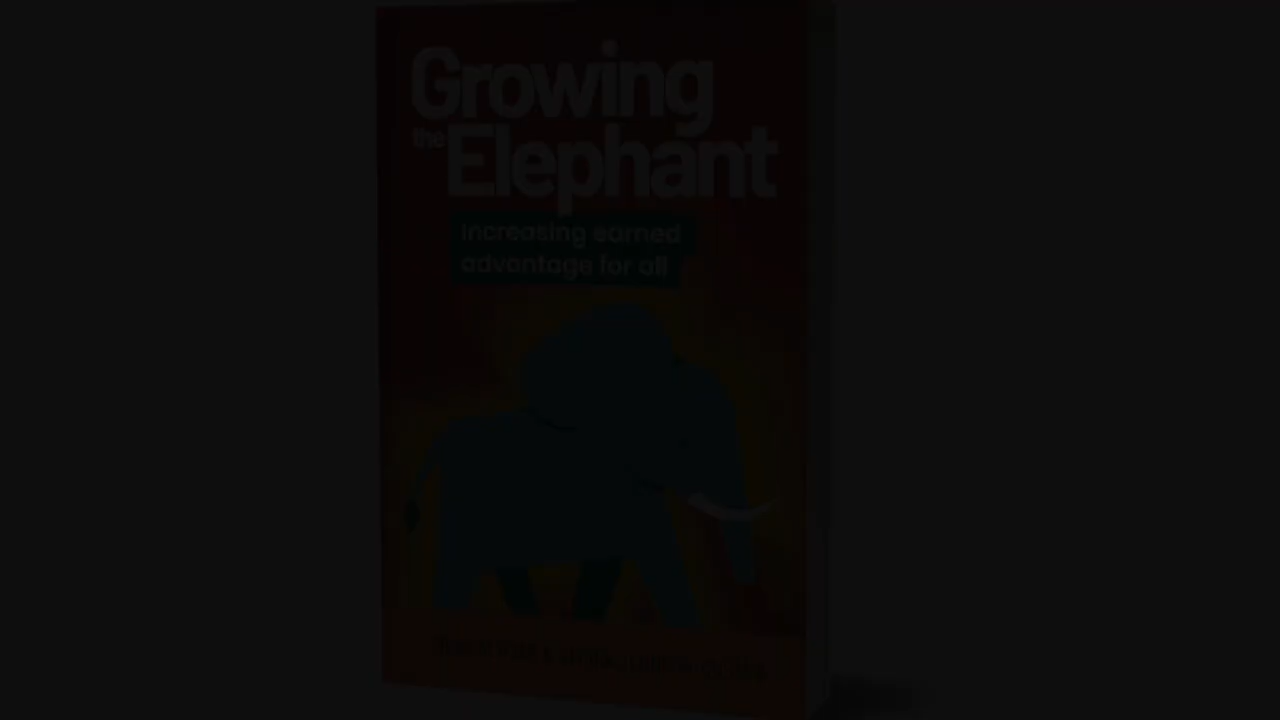 Growing
the Elephant
Increasing earned
advantage for all